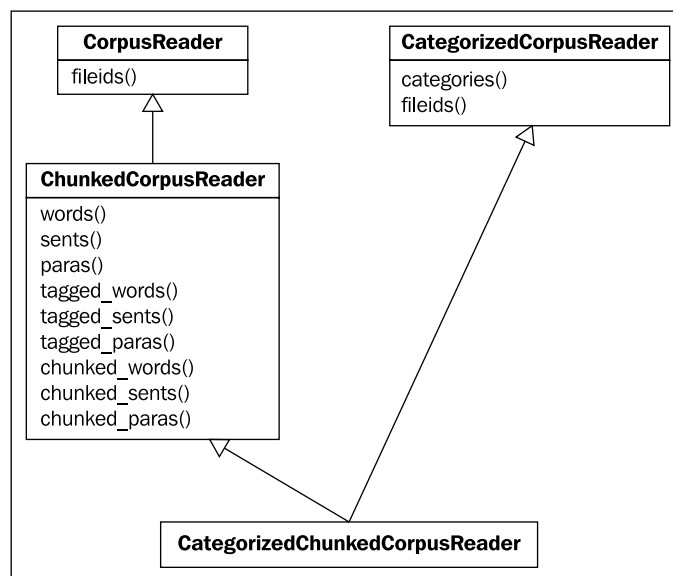 CorpusReader
fileids()
CategorizedCorpusReader
categories()
fileids()
ChunkedCorpusReader
words()
sents()
paras()
tagged_words()
tagged_sents()
tagged_paras()
chunked_words()
chunked_sents()
chunked_paras()
CategorizedChunkedCorpusReader